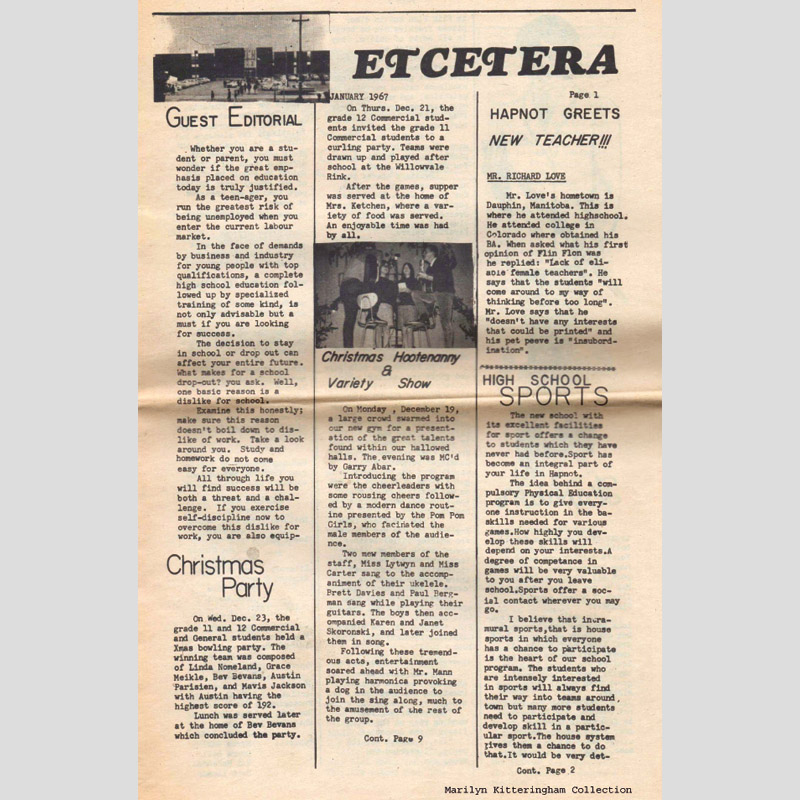 ETCETERA
JANUARY 1967
Page 1
GUEST EDITORIAL
Whether you are a stu-
dent or parent, you must
wonder if the great emp-
hasis placed on education
today is truly justified.
As a teen-ager, you
run the greatest risk of
being unemployed when you
enter the current labour
market.
In the face of demands
by business and industry
for young people with top
qualifications, a complete
high school education fol-
lowed up by specialized
training of some kind, is
not only advisable but a
must if you are looking
for success.
The decision to stay
in school or drop out can
affect your entire future.
What makes for a school
drop-out? you ask. Well,
one basic reason is a
dislike for school.
Examine this honestly;
make sure this reason
doesn't boil down to dis-
like of work. Take a look
around you. Study and
homework do not come
easy for everyone.
All through life you
will find success will be
both a threat and a chal-
lenge. If you exercise
self-discipline now to
overcome this dislike for
work, you are also equip-
Christmas
Party
On Wed. Dec. 23, the
grade 11 and 12 Commercial
and General students held a
Xmas bowling party. The
winning team was composed
of Linda Nomeland, Grace
Meikle, Bev Bevans, Austin
Parisien, and Mavis Jackson
with Austin having the
highest score of 192.
Lunch was served later
at the home of Bev Bevans
which concluded the party.
On Thurs. Dec. 21, the
grade 12 Commercial stud-
ents invited the grade 11
Commercial students to a
curling party. Teams were
drawn up and played after
school at the Willowvale
Rink.
After the games, supper
was served at the home of
Mrs. Ketchen, where a var-
iety of food was served.
An enjoyable time was had
by all.
Christmas Hootenanny
&
Variety Show
On Monday , December 19,
a large crowd swarmed into
our new gym for a present-
ation of the great talents
found within our hallowed
halls. The evening was MC'd
by Garry Abar.
Introducing the program
were the cheerleaders with
some rousing cheers follow-
ed by a modern dance rout-
ine presented by the Pom Pom
Girls, who facinated the
male members of the audie-
nce.
Two new members of the
staff, Miss Lytwyn and Miss
Carter sang to the accomp-
animent of their ukelele.
Brett Davies and Paul Berg-
man sang while playing their
guitars. The boys then acc-
ompanied Karen and Janet
Skoronski, and later joined
them in song.
Following these tremend-
ous acts, entertainment
soared ahead with Mr. Mann
playing harmonica provoking
a dog in the audience to
join the sing along, much to
the amusement of the rest of
the group.
Cont. Page 9
HAPNOT GREETS
NEW TEACHER!!!
MR. RICHARD LOVE
Mr. Love's hometown is
Dauphin, Manitoba. This is
where he attended highschool.
He attended college in
Colorado where obtained his
BA. When asked what his first
opinion of Flin Flon was
he replied: "Lack of eli-
able female teachers". He
says that the students "will
come around to my way of
thinking before too long".
Mr. Love says that he
"doesn't have any interests
that could be printed" and
his pet peeve is "insubord-
ination".
HIGH SCHOOL
SPORTS
The new school with
its excellent facilities
for sport offers a change
to students which they have
never had before.Sport has
become an integral part of
your life in Hapnot.
The idea behind a com-
pulsory Physical Education
program is to give every-
one instruction in the ba-
skills needed for various
games.How highly you dev-
elop these skills will
depend on your interests.A
degree of competance in
games will be very valuable
to you after you leave
school.Sports offer a soc-
ial contact wherever you may
go.
I believe that intra-
mural sports,that is house
sports in which everyone
has a chance to participate
is the heart of our school
program. The students who
are intensely interested
in sports will always find
their way into teams around
town but many more students
need to participate and
develop skill in a partic-
ular sport.The house system
gives them a chance to do
that.It would be very det-
Cont. Page 2
Marilyn Kitteringham Collection